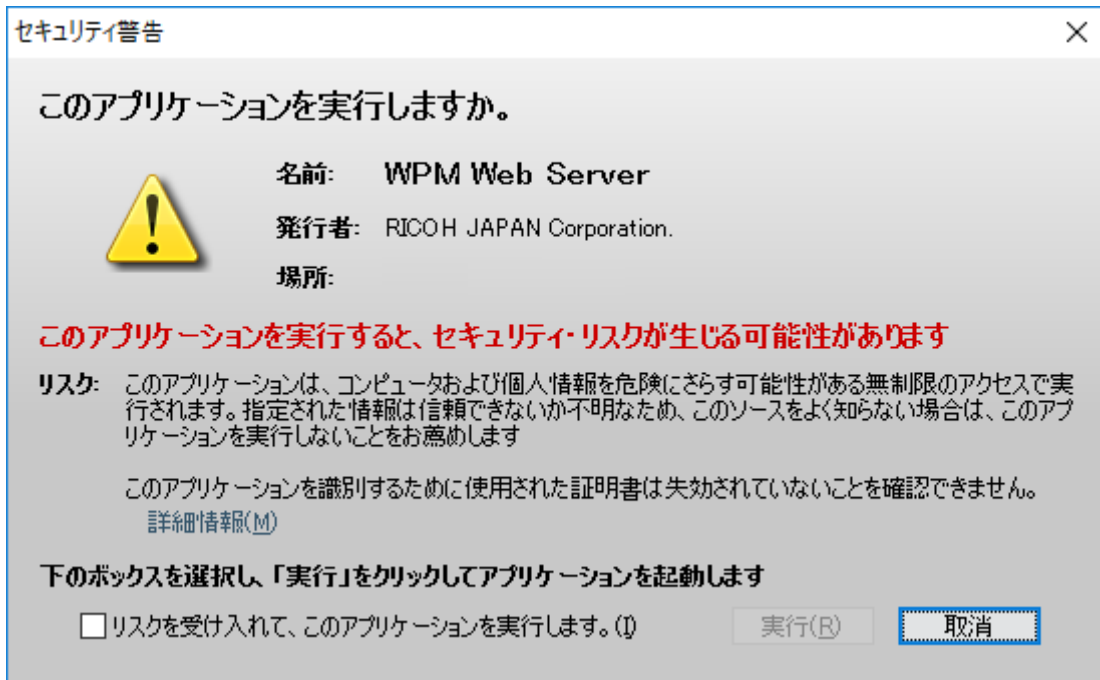 セキュリティ警告
このアプリケーションを実行しますか。
名前: WPM Web Server
発行者: RICOH JAPAN Corporation.
場所:
このアプリケーションを実行すると、セキュリティ・リスクが生じる可能性があります
リスク: このアプリケーションは、コンピュータおよび個人情報を危険にさらす可能性がある無制限のアクセスで実
行されます。指定された情報は信頼できないか不明なため、このソースをよく知らない場合は、このアプ
リケーションを実行しないことをお薦めします
このアプリケーションを識別するために使用された証明書は失効されていないことを確認できません。
詳細情報(M)
下のボックスを選択し、「実行」をクリックしてアプリケーションを起動します
リスクを受け入れて、このアプリケーションを実行します。(I) 実行(R) 取消